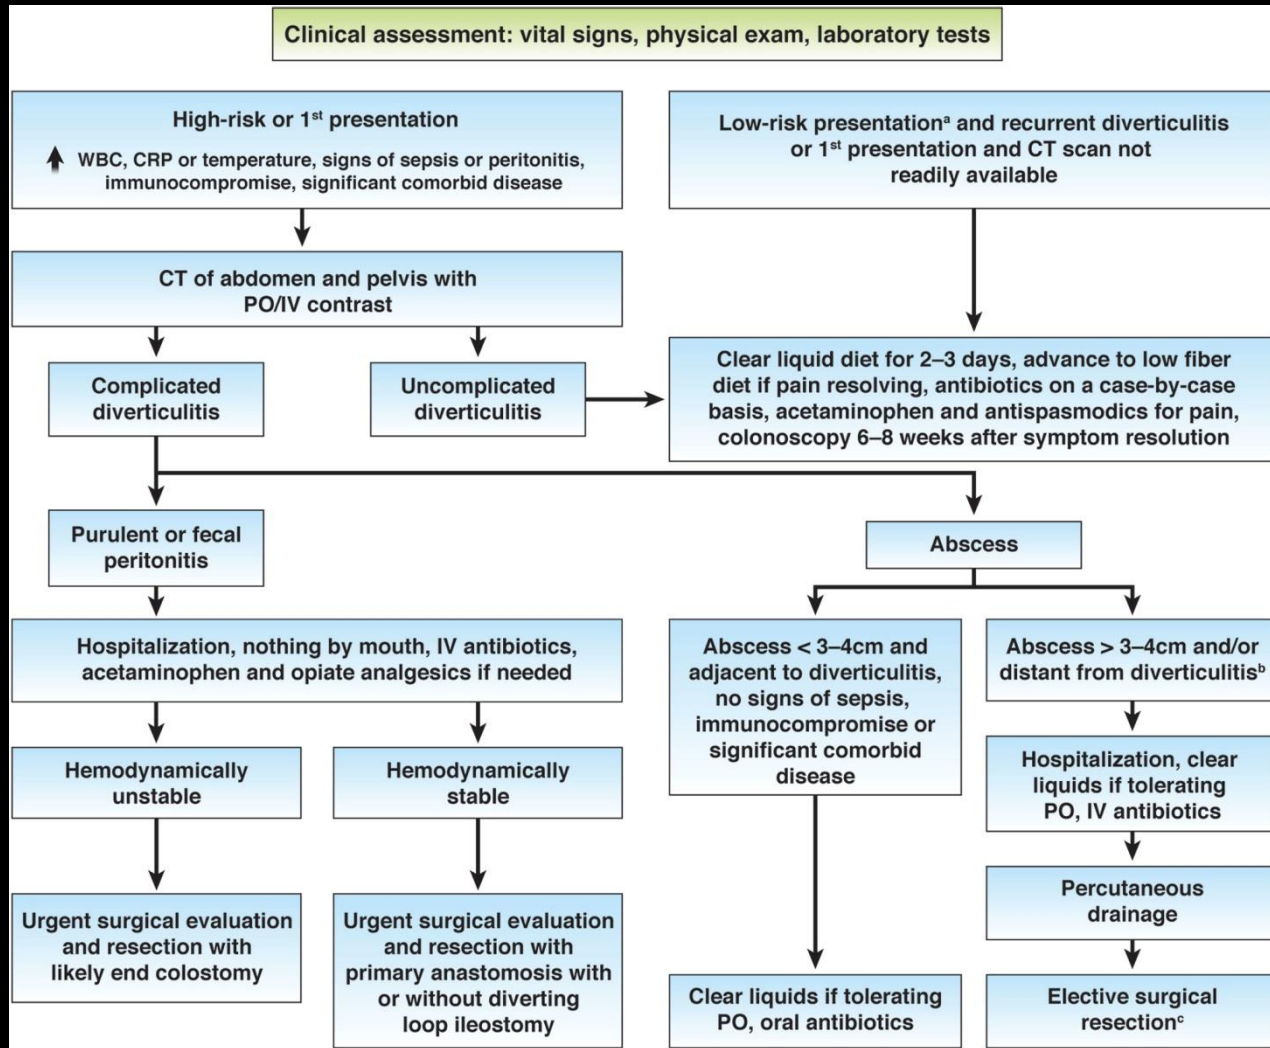 Clinical assessment: vital signs, physical exam, laboratory tests
High-risk or 1st presentation
WBC, CRP or temperature, signs of sepsis or peritonitis,
immunocompromise, significant comorbid disease
Low-risk presentationa and recurrent diverticulitis
or 1st presentation and CT scan not
readily available
CT of abdomen and pelvis with
PO/IV contrast
Complicated
diverticulitis
Uncomplicated
diverticulitis
Clear liquid diet for 2–3 days, advance to low fiber
diet if pain resolving, antibiotics on a case-by-case
basis, acetaminophen and antispasmodics for pain,
colonoscopy 6–8 weeks after symptom resolution
Purulent or fecal
peritonitis
Abscess
Hospitalization, nothing by mouth, IV antibiotics,
acetaminophen and opiate analgesics if needed
Abscess < 3–4cm and
adjacent to diverticulitis,
no signs of sepsis,
immunocompromise or
significant comorbid
disease
Abscess > 3–4cm and/or
distant from diverticulitisb
Hemodynamically
unstable
Hemodynamically
stable
Hospitalization, clear
liquids if tolerating
PO, IV antibiotics
Percutaneous
drainage
Urgent surgical evaluation
and resection with
likely end colostomy
Urgent surgical evaluation
and resection with
primary anastomosis with
or without diverting
loop ileostomy
Clear liquids if tolerating
PO, oral antibiotics
Elective surgical
resectionc